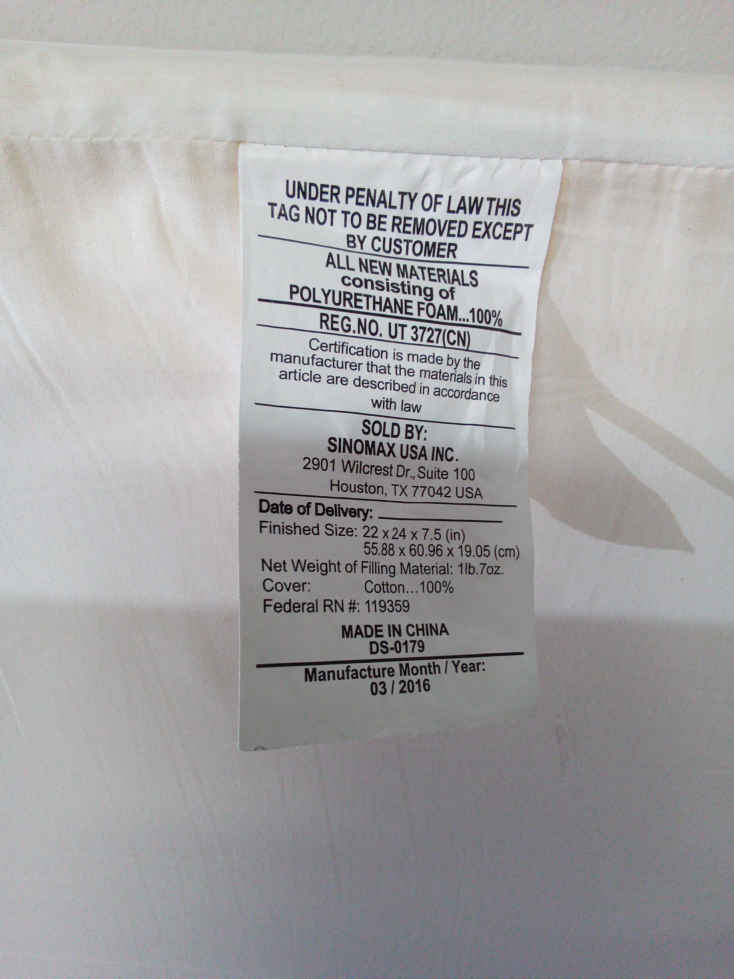 UNDER PENALTY OF LAW THIS
TAG NOT TO BE REMOVED EXCEPT
BY CUSTOMER
ALL NEW MATERIALS
consisting of
POLYURETHANE FOAM...100%
REG.NO. UT 3727(CN)
Certification is made by the
manufacturer that the materials in this
article are described in accordance
with law
SOLD BY:
SINOMAX USA INC.
2901 Wilcrest Dr., Suite 100
Houston, TX 77042 USA
Date of Delivery:
Finished Size: 22 x 24 x 7.5 (in)
55.88 x 60.96 x 19.05 (cm)
Net Weight of Filling Material: 1lb.7oz.
Cover: Cotton...100%
Federal RN #: 119359
MADE IN CHINA
DS-0179
Manufacture Month / Year:
03 / 2016